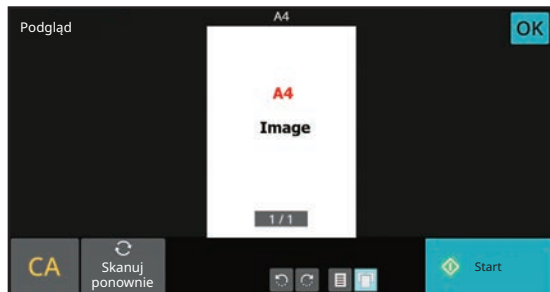 Podgląd
A4
OK
A4
Image
1 / 1
CA
Skanuj
ponownie
Start